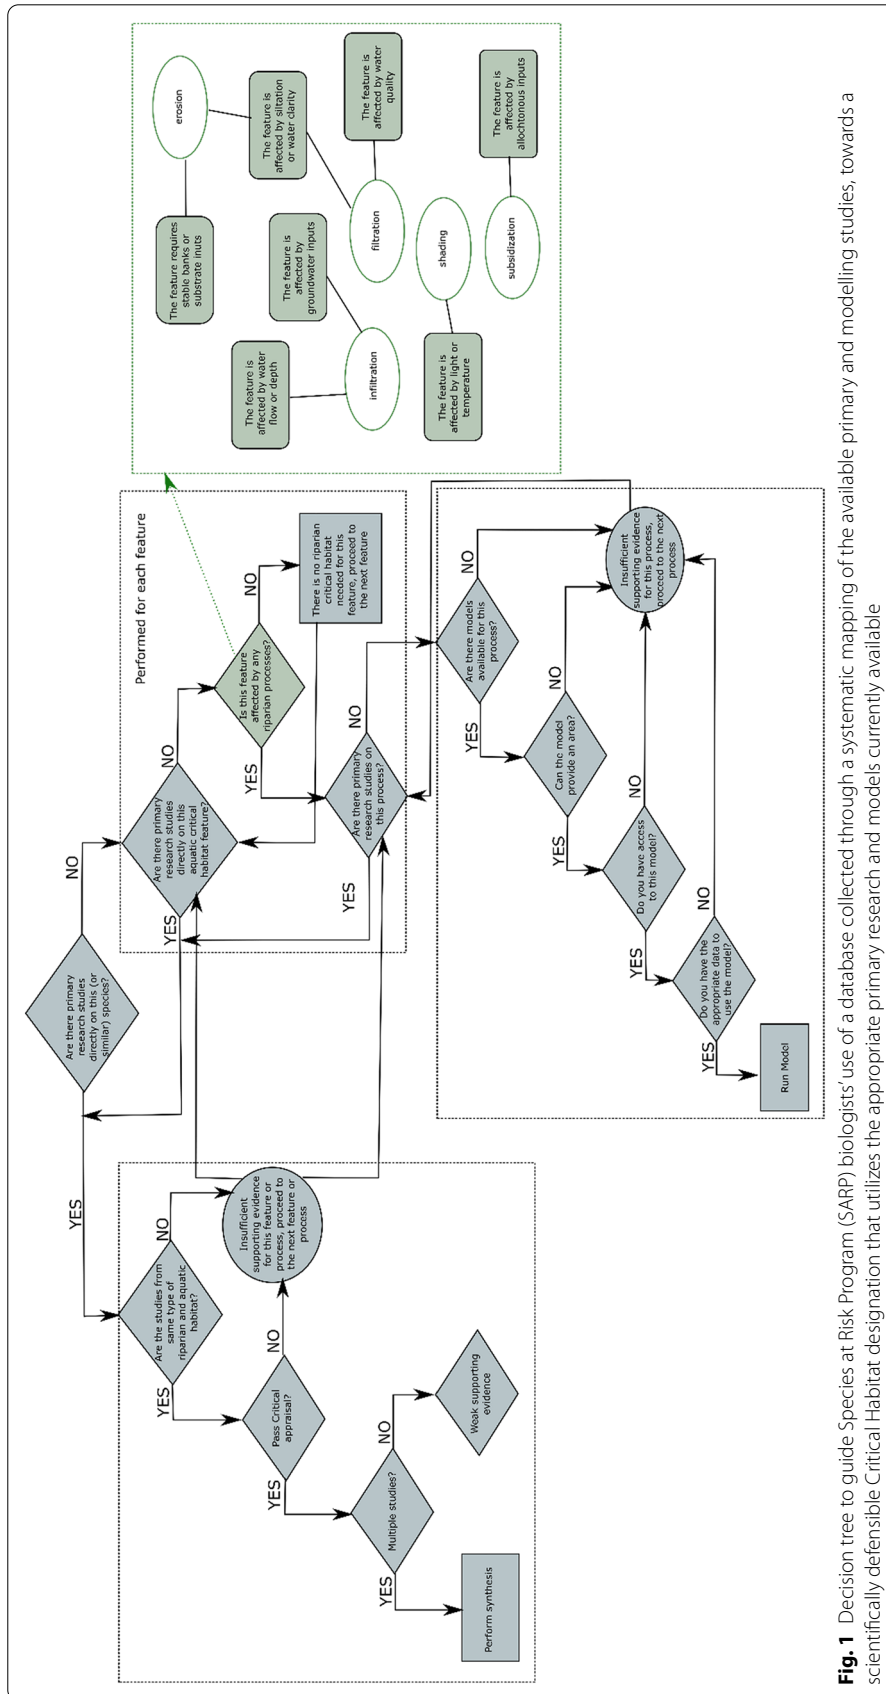 Are there primary
research studies
directly on this (or
similar) species?
YES
NO
Are the studies from
same type of
riparian and aquatic
habitat?
YES
NO
Insufficient
supporting evidence
for this feature or
process, proceed to
the next feature or
process
Pass Critical
appraisal?
YES
NO
Multiple studies?
YES
NO
Weak supporting
evidence
Perform synthesis
Performed for each feature
Are there primary
research studies
directly on this
aquatic critical
habitat feature?
YES
NO
Is this feature
affected by any
riparian processes?
YES
NO
There is no riparian
critical habitat
needed for this
feature, proceed to
the next feature
Are there primary
research studies on
this process?
YES
NO
Are there models
available for this
process?
YES
NO
Can the model
provide an area?
YES
NO
Do you have access
to this model?
YES
NO
Do you have the
appropriate data to
use the model?
YES
NO
Run Model
Insufficient
supporting evidence
for this process,
proceed to the next
process
The feature requires
stable banks or
substrate inuts
erosion
The feature is
affected by siltation
or water clarity
The feature is
affected by water
flow or depth
The feature is
affected by
groundwater inputs
infiltration
filtration
The feature is
affected by water
quality
The feature is
affected by light or
temperature
shading
subsidization
The feature is
affected by
allochtonous inputs
Fig. 1 Decision tree to guide Species at Risk Program (SARP) biologists' use of a database collected through a systematic mapping of the available primary and modelling studies, towards a
scientifically defensible Critical Habitat designation that utilizes the appropriate primary research and models currently available